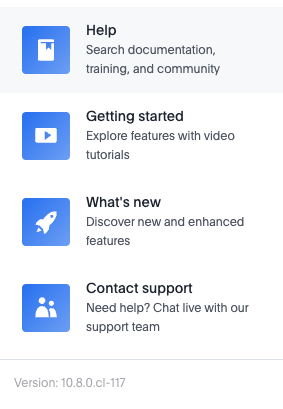 Help
Search documentation,
training, and community
Getting started
Explore features with video
tutorials
What's new
Discover new and enhanced
features
Contact support
Need help? Chat live with our
support team
Version: 10.8.0.cl-117